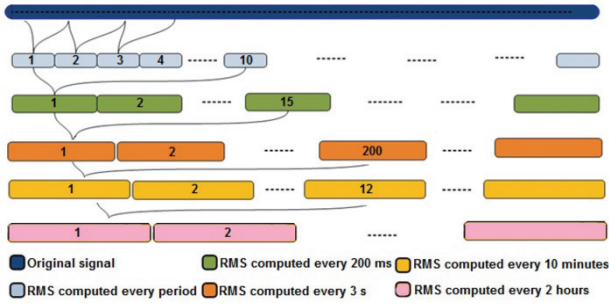 1 2 3 4 10
1 2 15
1 2 200
1 2 12
1 2
Original signal RMS computed every 200 ms RMS computed every 10 minutes
RMS computed every period RMS computed every 3 s RMS computed every 2 hours